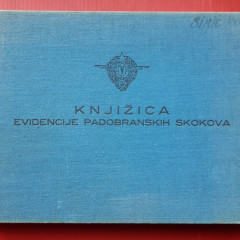 KNJIŽICA
EVIDENCIJE PADOBRANSKIH SKOKOVA